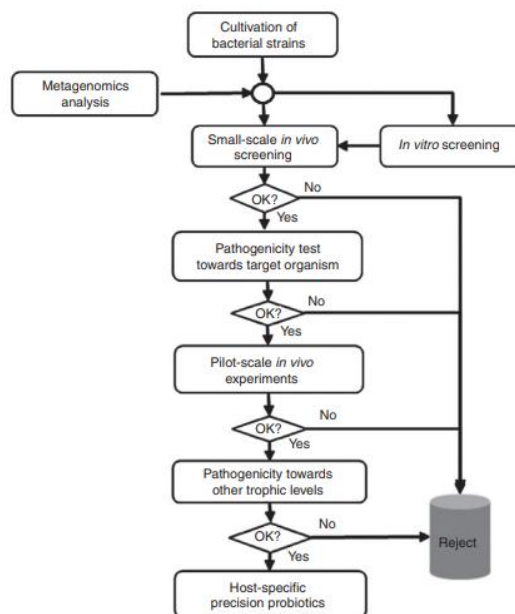 Cultivation of
bacterial strains
Metagenomics
analysis
Small-scale in vivo
screening
In vitro screening
OK?
No
Yes
Pathogenicity test
towards target organism
OK?
No
Yes
Pilot-scale in vivo
experiments
OK?
No
Yes
Pathogenicity towards
other trophic levels
OK?
No
Yes
Reject
Host-specific
precision probiotics